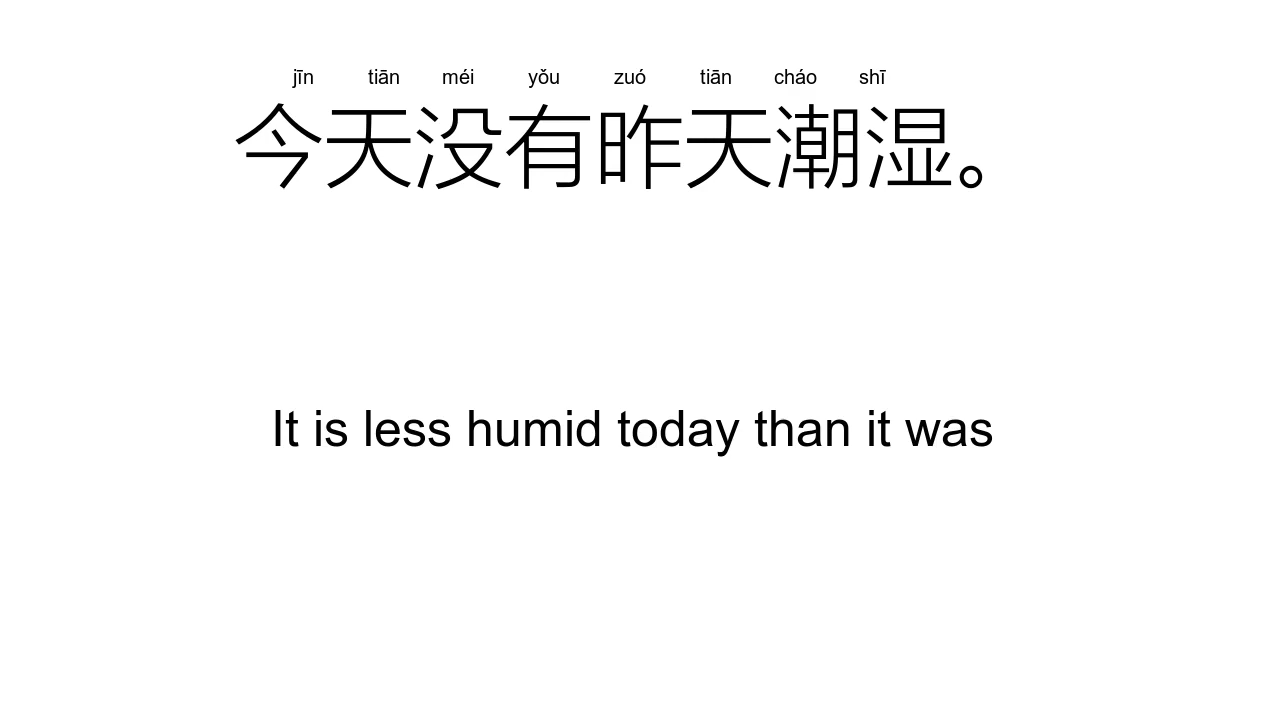 jīn tiān méi yǒu zuó tiān cháo shī
今天没有昨天潮湿。
It is less humid today than it was